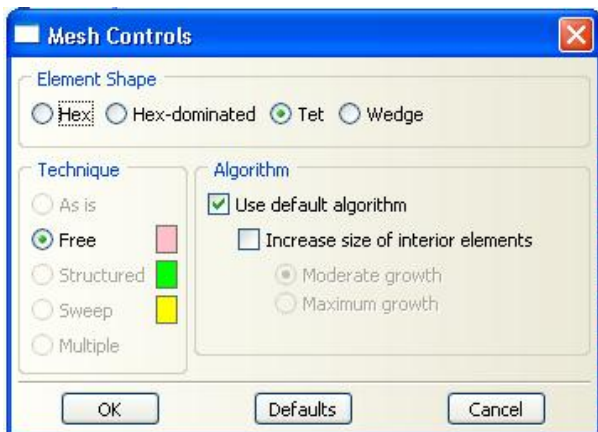 Mesh Controls
Element Shape
Hex Hex-dominated Tet Wedge
Technique
As is
Free
Structured
Sweep
Multiple
Algorithm
Use default algorithm
Increase size of interior elements
Moderate growth
Maximum growth
OK Defaults Cancel